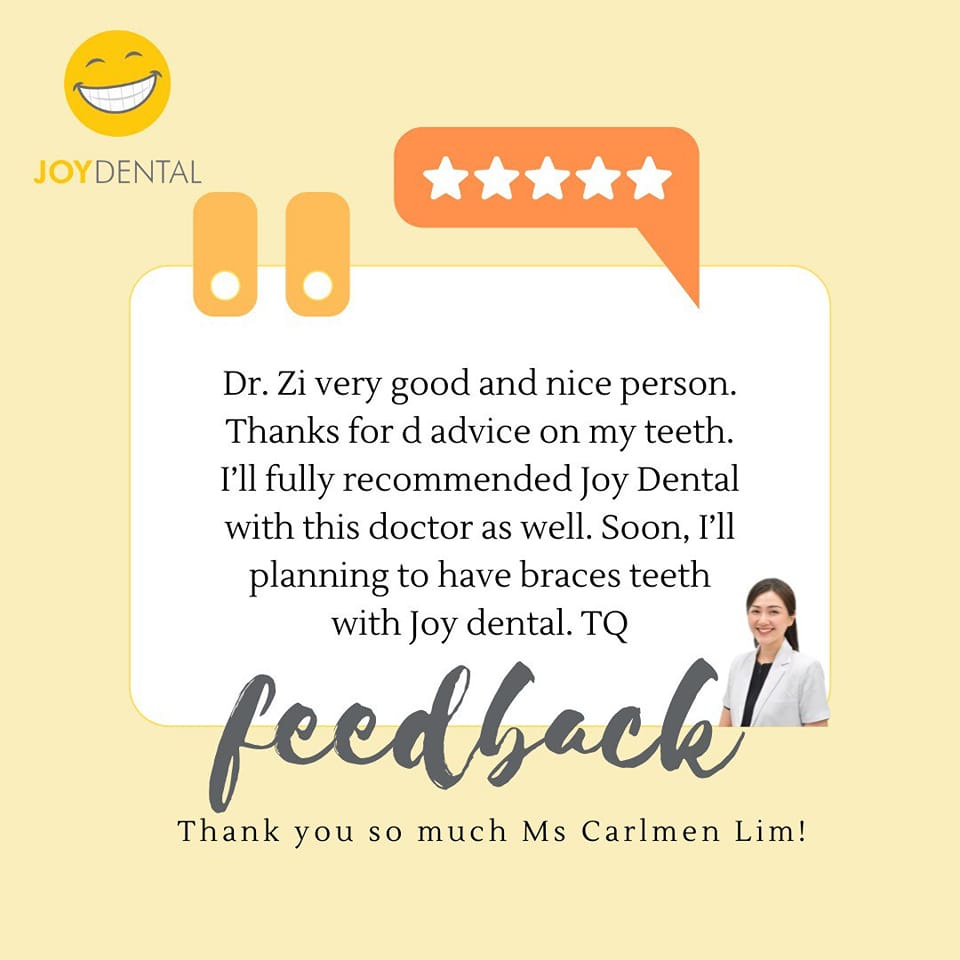 JOYDENTAL
Dr. Zi very good and nice person.
Thanks for d advice on my teeth.
I'll fully recommended Joy Dental
with this doctor as well. Soon, I'll
planning to have braces teeth
with Joy dental. TQ
feedback
Thank you so much Ms Carlmen Lim!